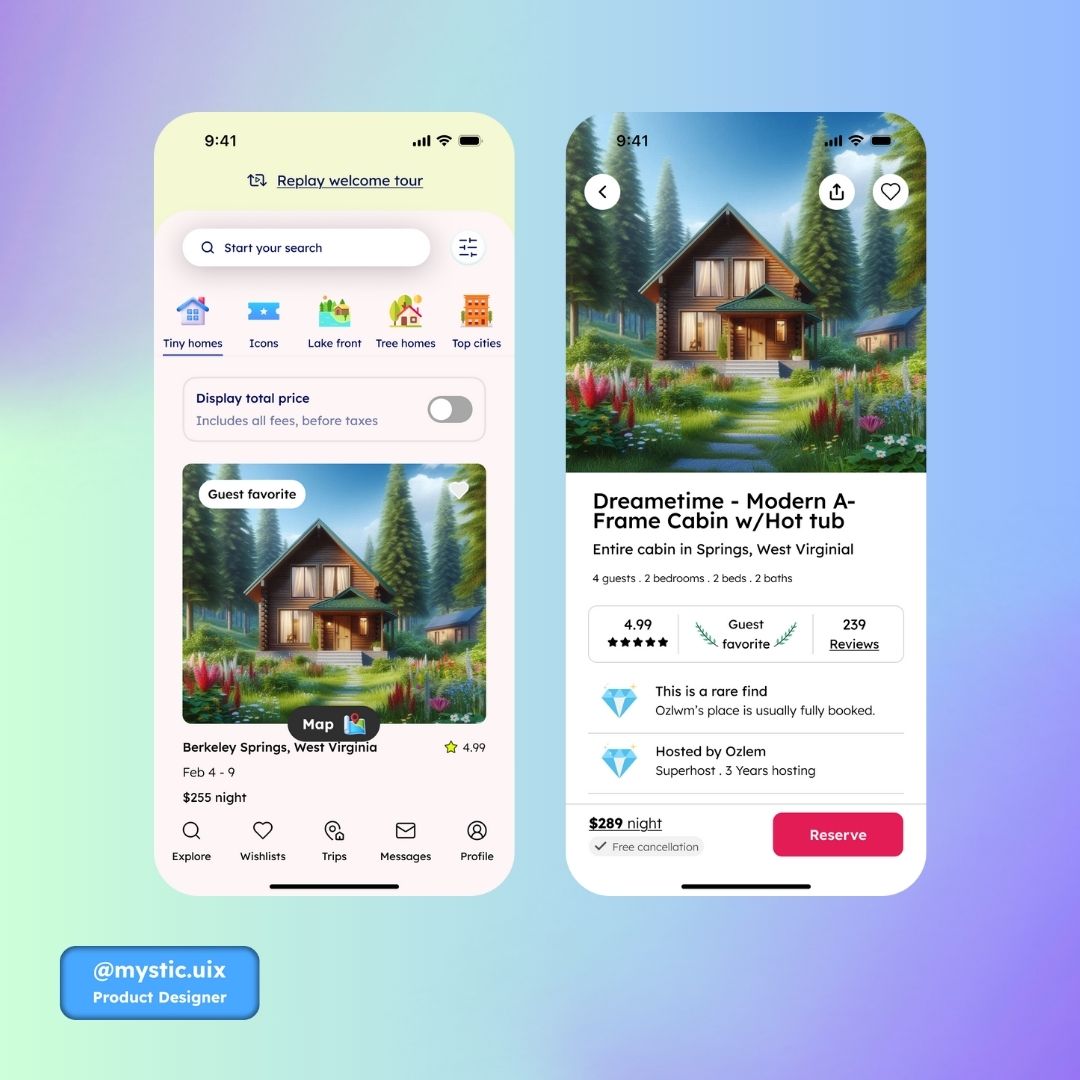 9:41
Replay welcome tour
Start your search
Tiny homes
Icons
Lake front
Tree homes
Top cities
Display total price
Includes all fees, before taxes
Guest favorite
Map
Berkeley Springs, West Virginia
4.99
Feb 4 - 9
$255 night
Explore
Wishlists
Trips
Messages
Profile
9:41
Dreametime - Modern A-
Frame Cabin w/Hot tub
Entire cabin in Springs, West Virginial
4 guests . 2 bedrooms . 2 beds . 2 baths
4.99
Guest
favorite
239
Reviews
This is a rare find
Ozlwm's place is usually fully booked.
Hosted by Ozlem
Superhost . 3 Years hosting
$289 night
Free cancellation
Reserve
@mystic.uix
Product Designer